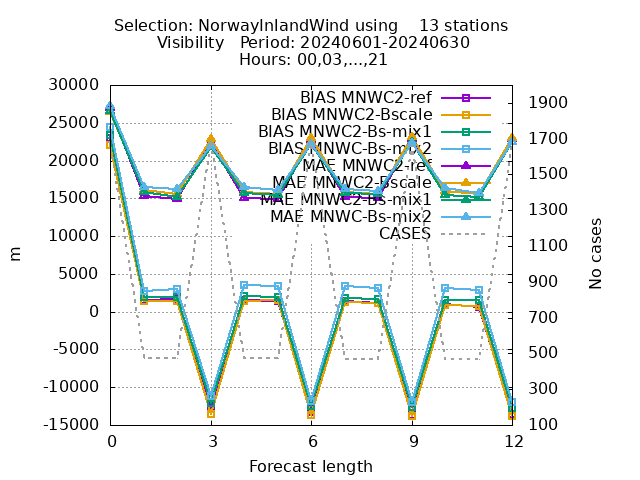 Selection: NorwayInlandWind using 13 stations
Visibility Period: 20240601-20240630
Hours: 00,03,...,21
30000
25000
20000
15000
10000
5000
0
-5000
-10000
-15000
m
BIAS MNWC2-ref
BIAS MNWC2-Bscale
BIAS MNWC2-Bs-mix1
BIAS MNWC-Bs-mix2
MAE MNWC2-ref
MAE MNWC2-Bscale
MAE MNWC2-Bs-mix1
MAE MNWC-Bs-mix2
CASES
1900
1700
1500
1300
1100
900
700
500
300
100
No cases
0 3 6 9 12
Forecast length